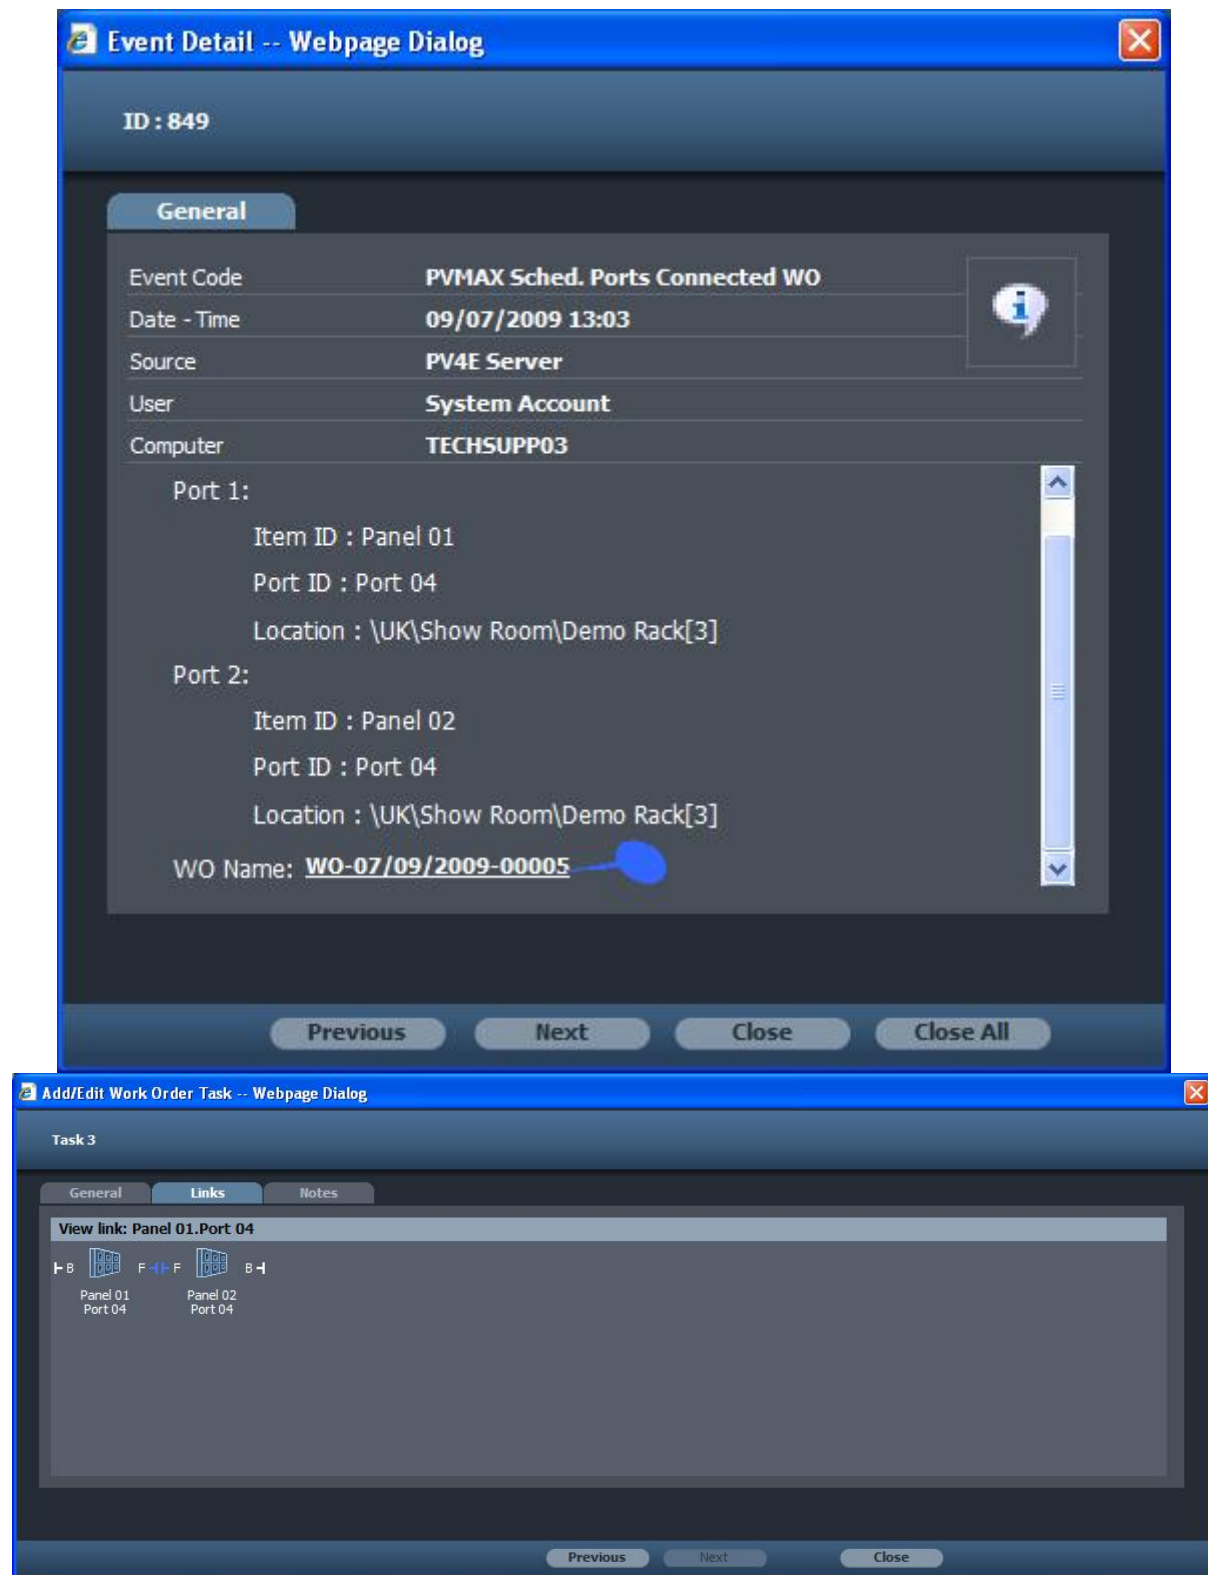 Event Detail -- Webpage Dialog
ID : 849
General
Event Code PVMAX Sched. Ports Connected WO
Date - Time 09/07/2009 13:03
Source PV4E Server
User System Account
Computer TECHSUPP03
Port 1:
Item ID : Panel 01
Port ID : Port 04
Location : \UK\Show Room\Demo Rack[3]
Port 2:
Item ID : Panel 02
Port ID : Port 04
Location : \UK\Show Room\Demo Rack[3]
WO Name: WO-07/09/2009-00005
Previous Next Close Close All
Add/Edit Work Order Task -- Webpage Dialog
Task 3
General Links Notes
View link: Panel 01.Port 04
B F F B
Panel 01 Panel 02
Port 04 Port 04
Previous Next Close